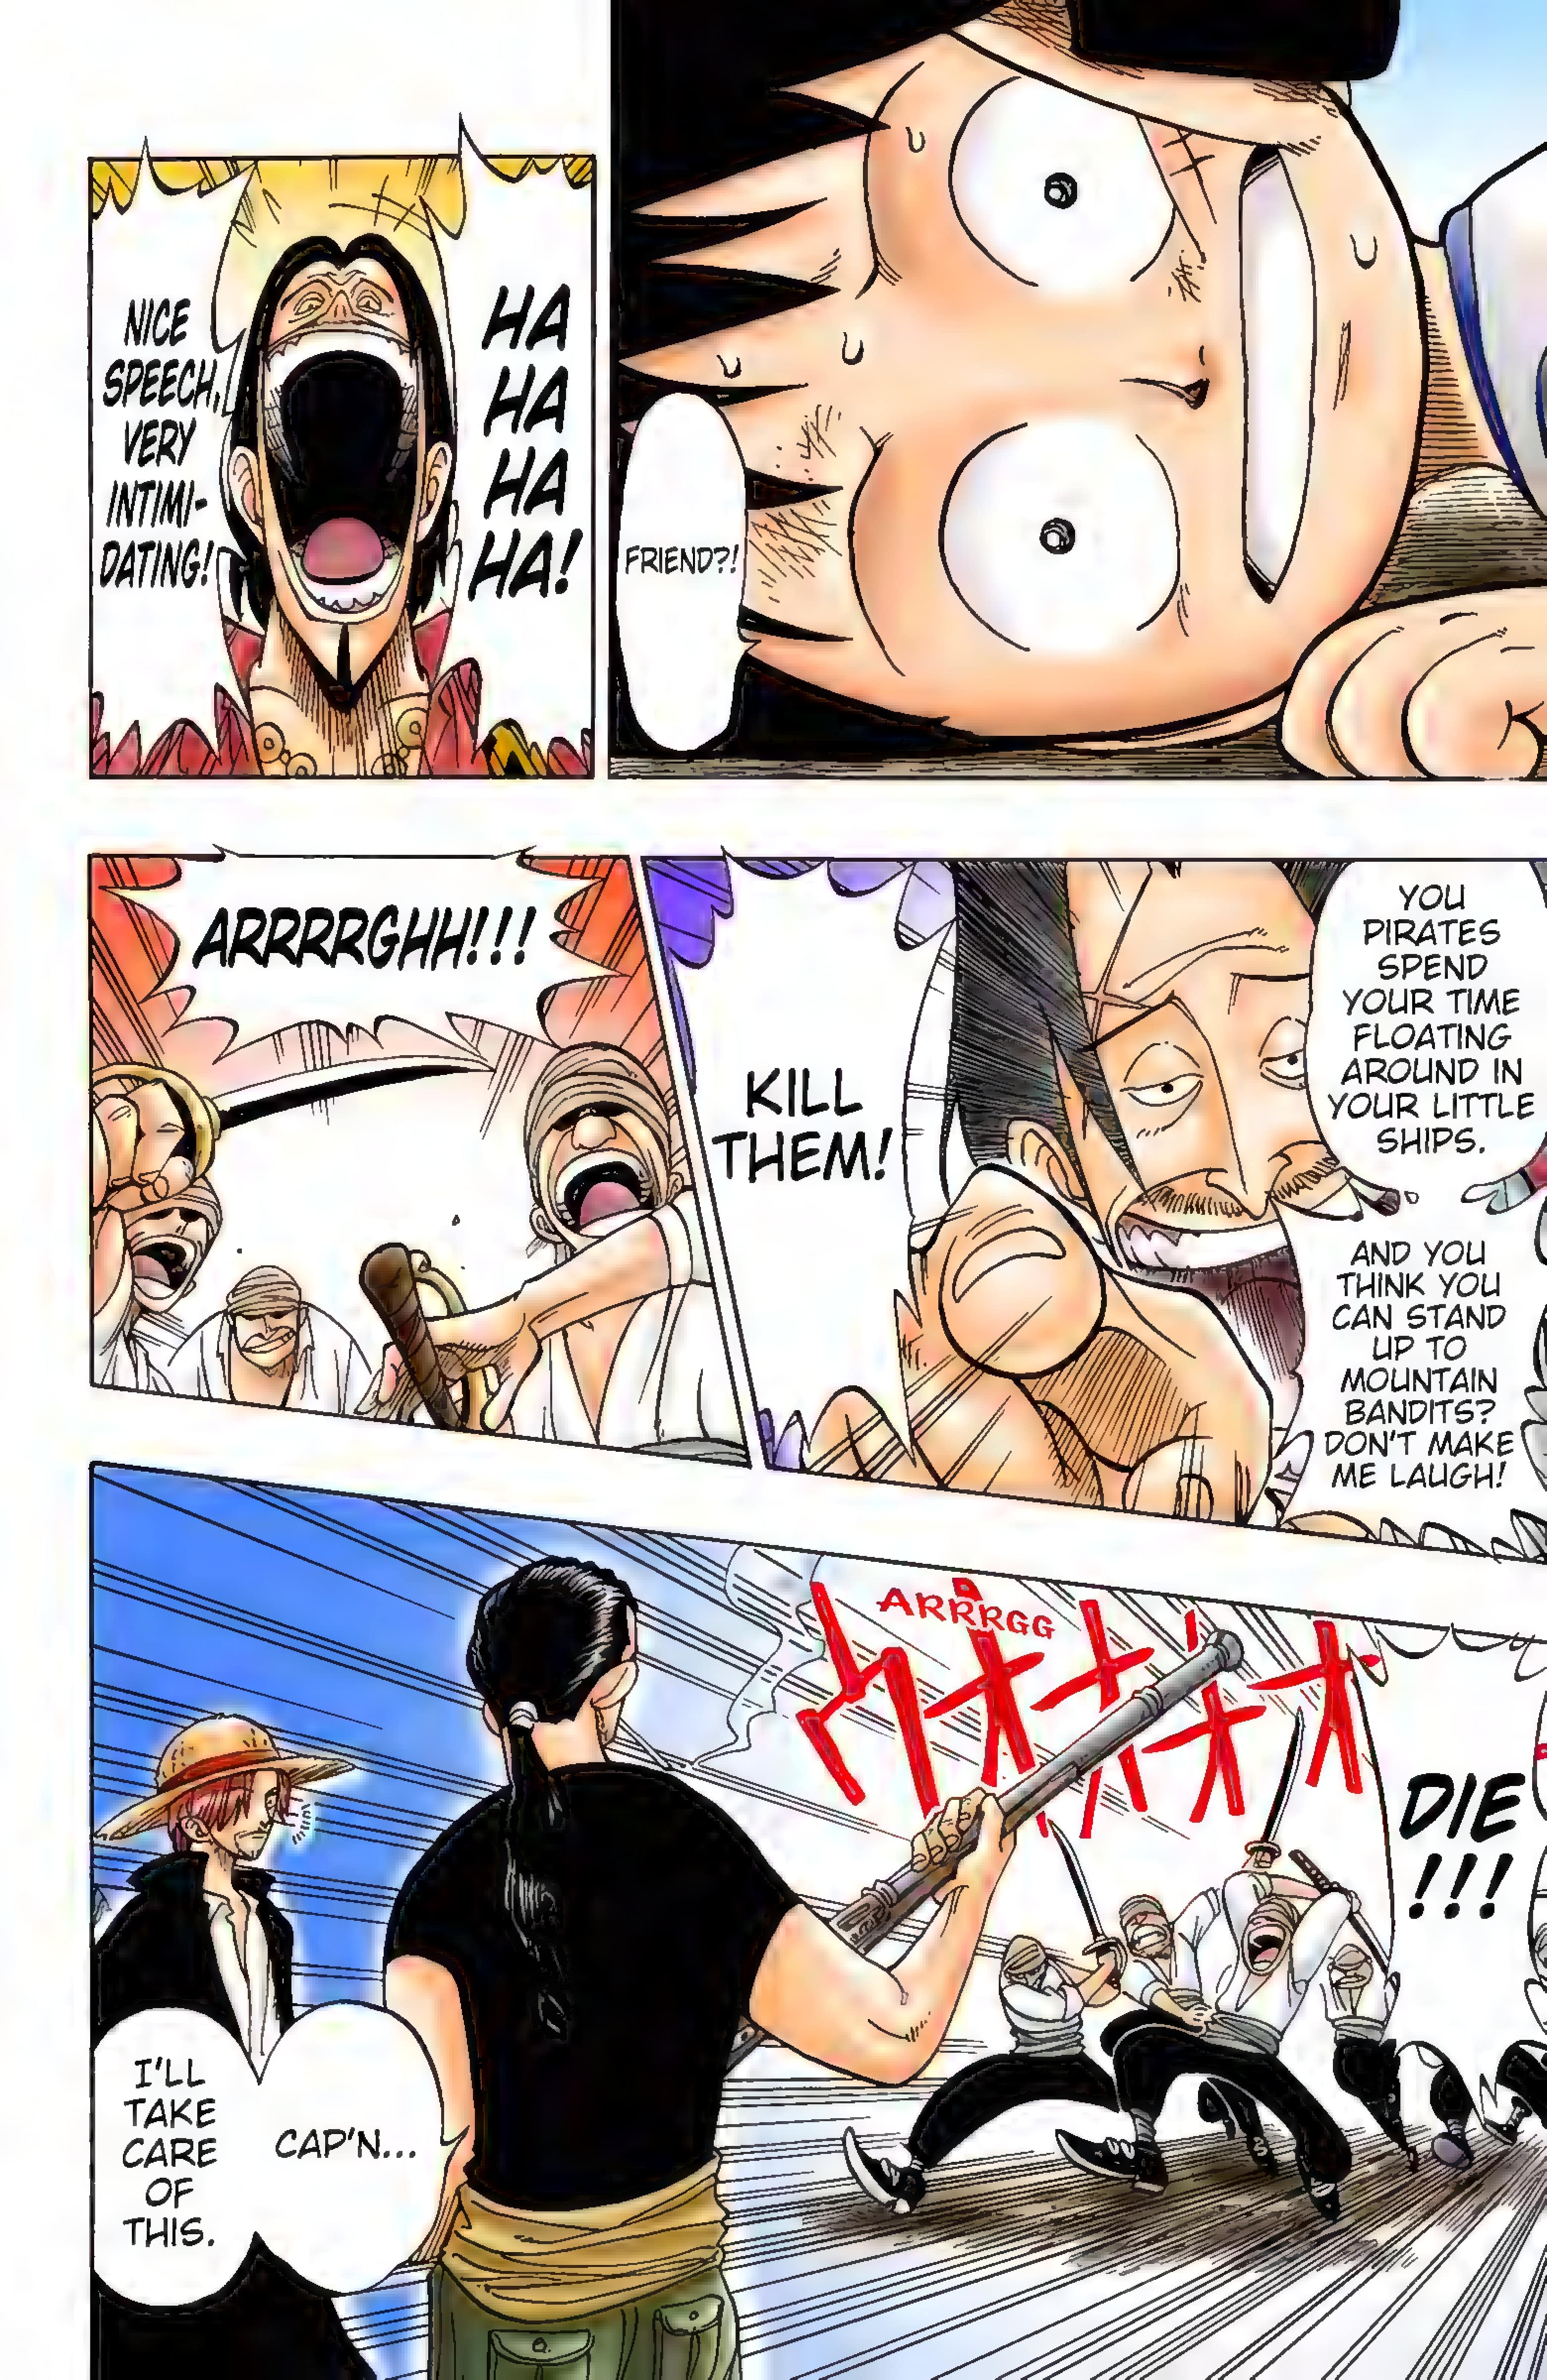 FRIEND?!
HA
HA
HA
HA!
NICE
SPEECH,
VERY
INTIMI-
DATING!
YOU
PIRATES
SPEND
YOUR TIME
FLOATING
AROUND IN
YOUR LITTLE
SHIPS.
AND YOU
THINK YOU
CAN STAND
UP TO
MOUNTAIN
BANDITS?
DON'T MAKE
ME LAUGH!
KILL
THEM!
ARRRRGHH!!!
DIE
!!!
ARRRGG
ウオオオオ
CAP'N...
I'LL
TAKE
CARE
OF
THIS.